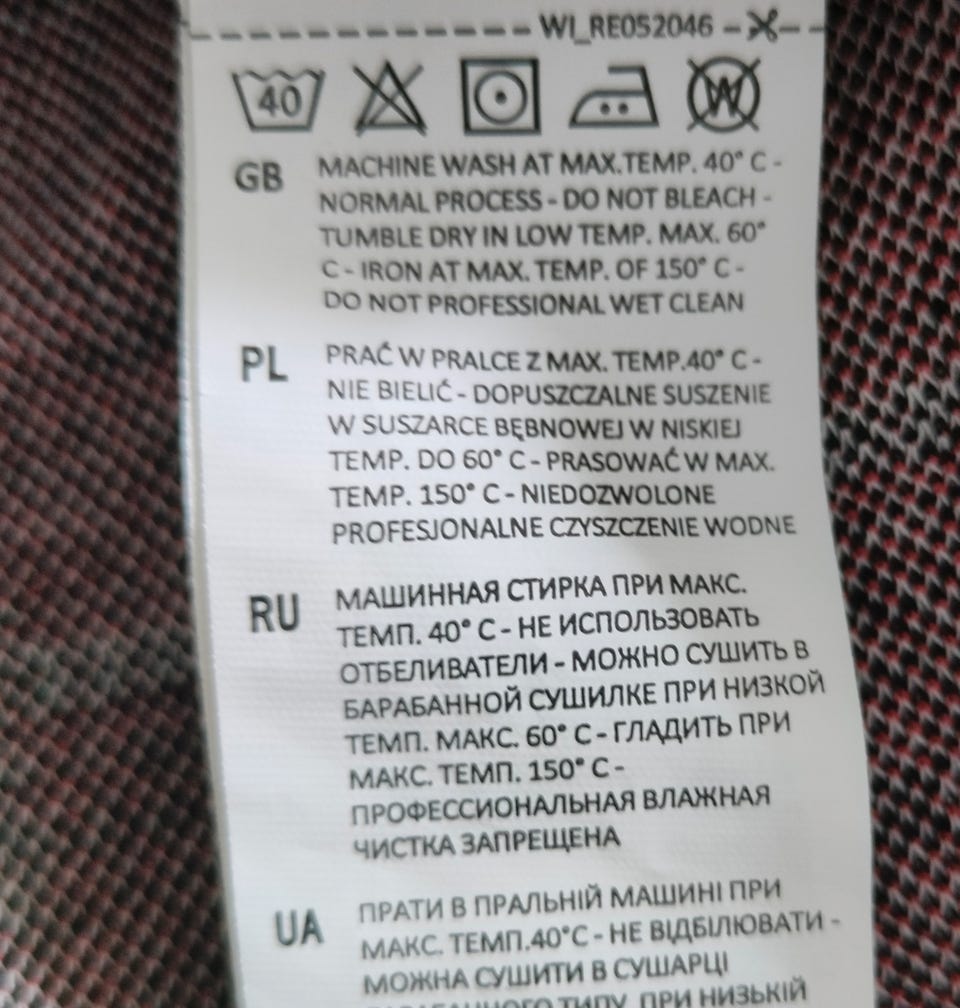 WI_RE052046
40 W
GB MACHINE WASH AT MAX.TEMP. 40° C -
NORMAL PROCESS - DO NOT BLEACH -
TUMBLE DRY IN LOW TEMP. MAX. 60°
C - IRON AT MAX. TEMP. OF 150° C -
DO NOT PROFESSIONAL WET CLEAN
PL PRAĆ W PRALCE Z MAX. TEMP.40° C -
NIE BIELIĆ - DOPUSZCZALNE SUSZENIE
W SUSZARCE BĘBNOWEJ W NISKIEJ
TEMP. DO 60° C - PRASOWAĆ W MAX.
TEMP. 150° C - NIEDOZWOLONE
PROFESJONALNE CZYSZCZENIE WODNE
RU МАШИННАЯ СТИРКА ПРИ МАКС.
ТЕМП. 40° C - НЕ ИСПОЛЬЗОВАТЬ
ОТБЕЛИВАТЕЛИ - МОЖНО СУШИТЬ В
БАРАБАННОЙ СУШИЛКЕ ПРИ НИЗКОЙ
ТЕМП. МАКС. 60° C - ГЛАДИТЬ ПРИ
МАКС. ТЕМП. 150° C -
ПРОФЕССИОНАЛЬНАЯ ВЛАЖНАЯ
ЧИСТКА ЗАПРЕЩЕНА
UA ПРАТИ В ПРАЛЬНІЙ МАШИНІ ПРИ
МАКС. ТЕМП.40°C - НЕ ВІДБІЛЮВАТИ -
МОЖНА СУШИТИ В СУШАРЦІ
БАРАБАННОГО ТИПУ ПРИ НИЗЬКІЙ